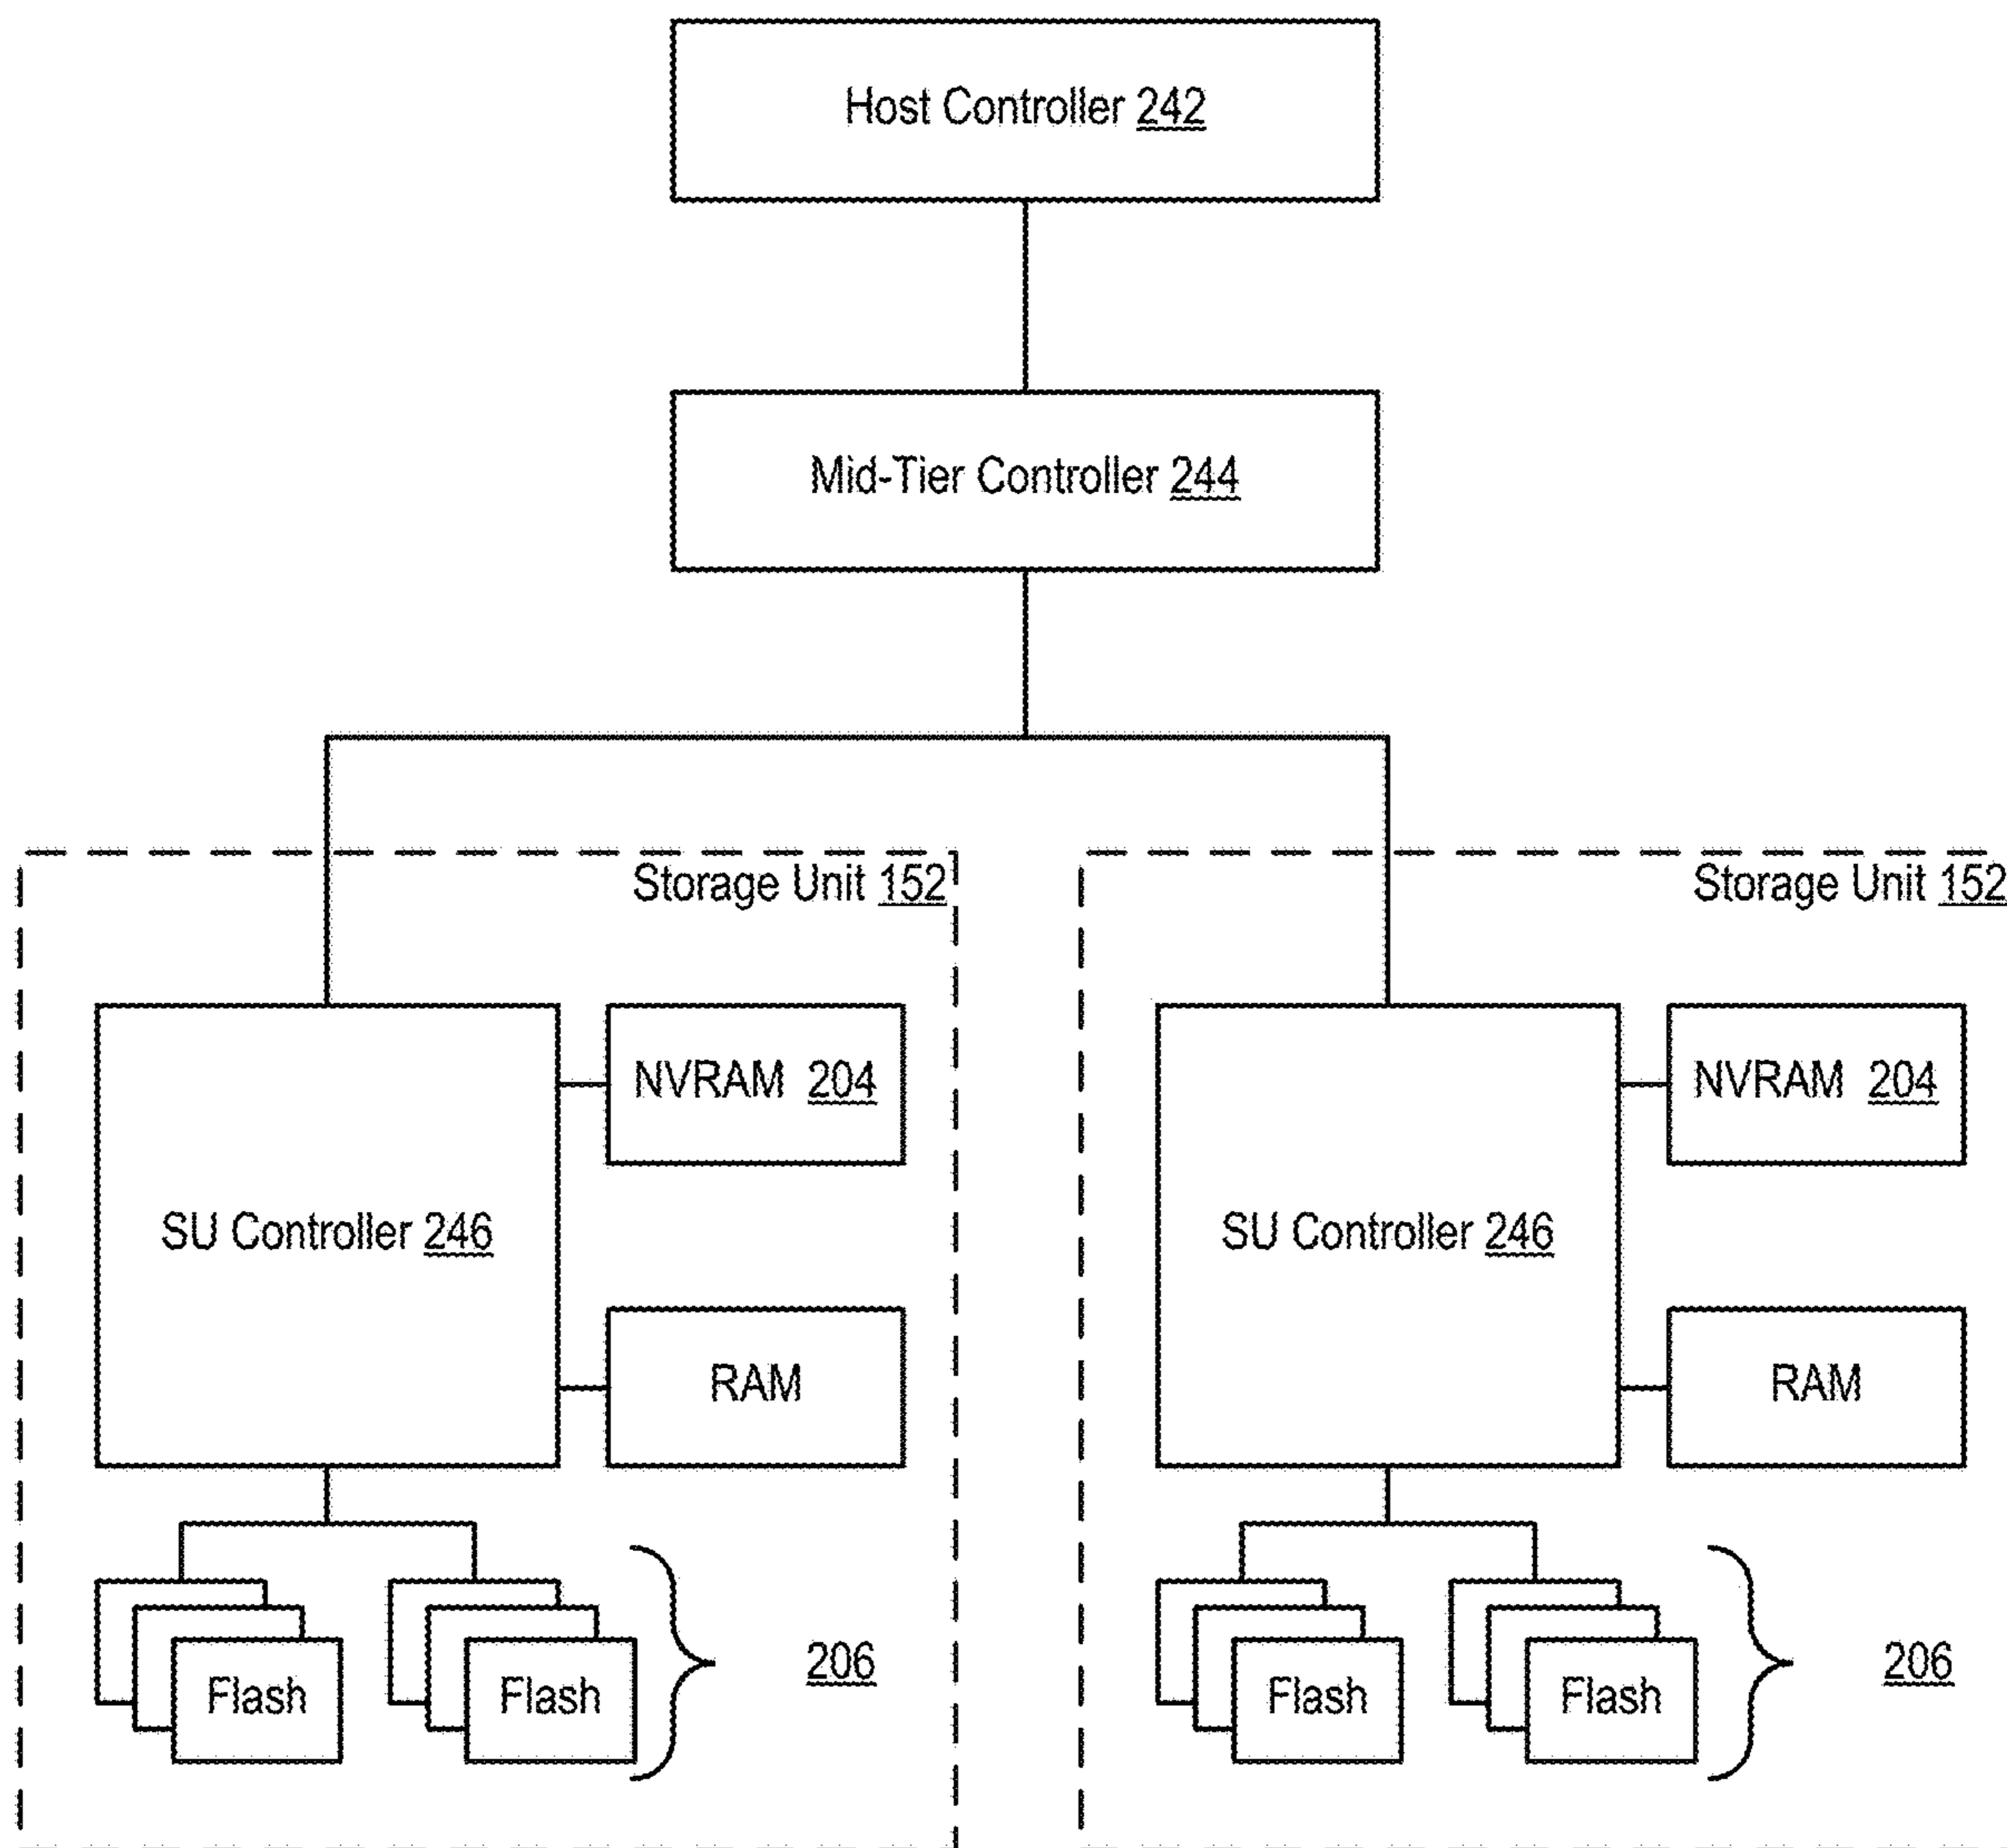 Host Controller 242
Mid-Tier Controller 244
Storage Unit 152
SU Controller 246
NVRAM 204
RAM
Flash
Flash
206
Storage Unit 152
SU Controller 246
NVRAM 204
RAM
Flash
Flash
206